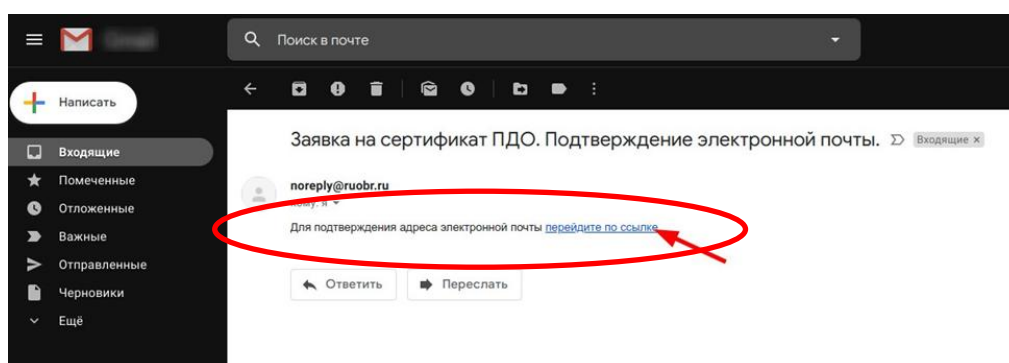 Поиск в почте
Написать
Входящие
Помеченные
Отложенные
Важные
Отправленные
Черновики
Ещё
Заявка на сертификат ПДО. Подтверждение электронной почты.
Входящие ×
noreply@ruobr.ru
кому: я
Для подтверждения адреса электронной почты перейдите по ссылке
Ответить
Переслать